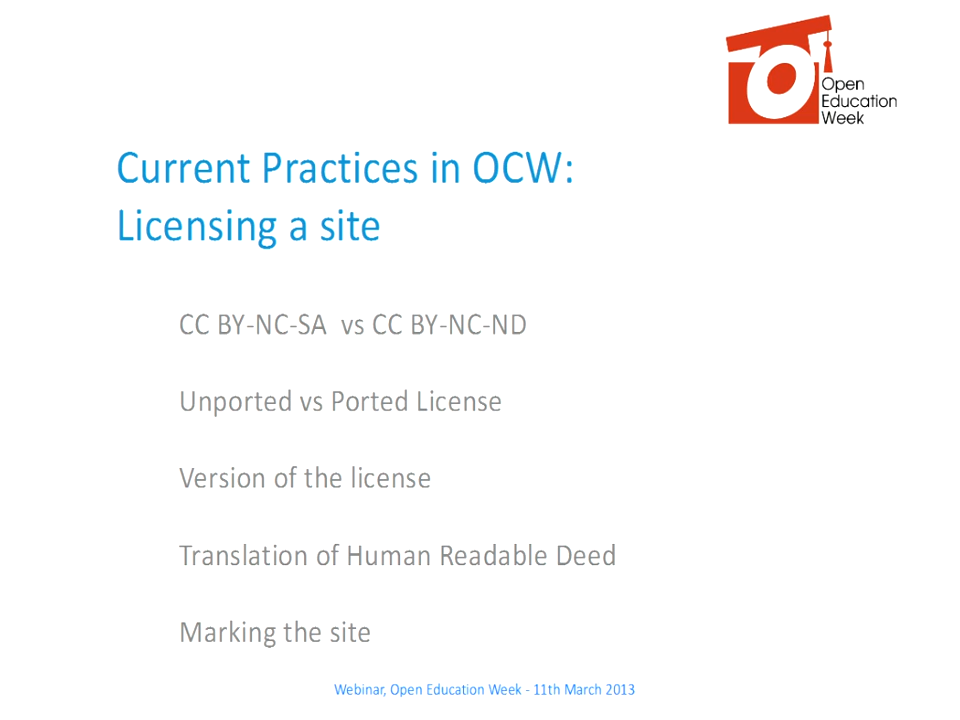 Open
Education
Week
Current Practices in OCW:
Licensing a site
CC BY-NC-SA  vs CC BY-NC-ND
Unported vs Ported License
Version of the license
Translation of Human Readable Deed
Marking the site
Webinar, Open Education Week - 11th March 2013